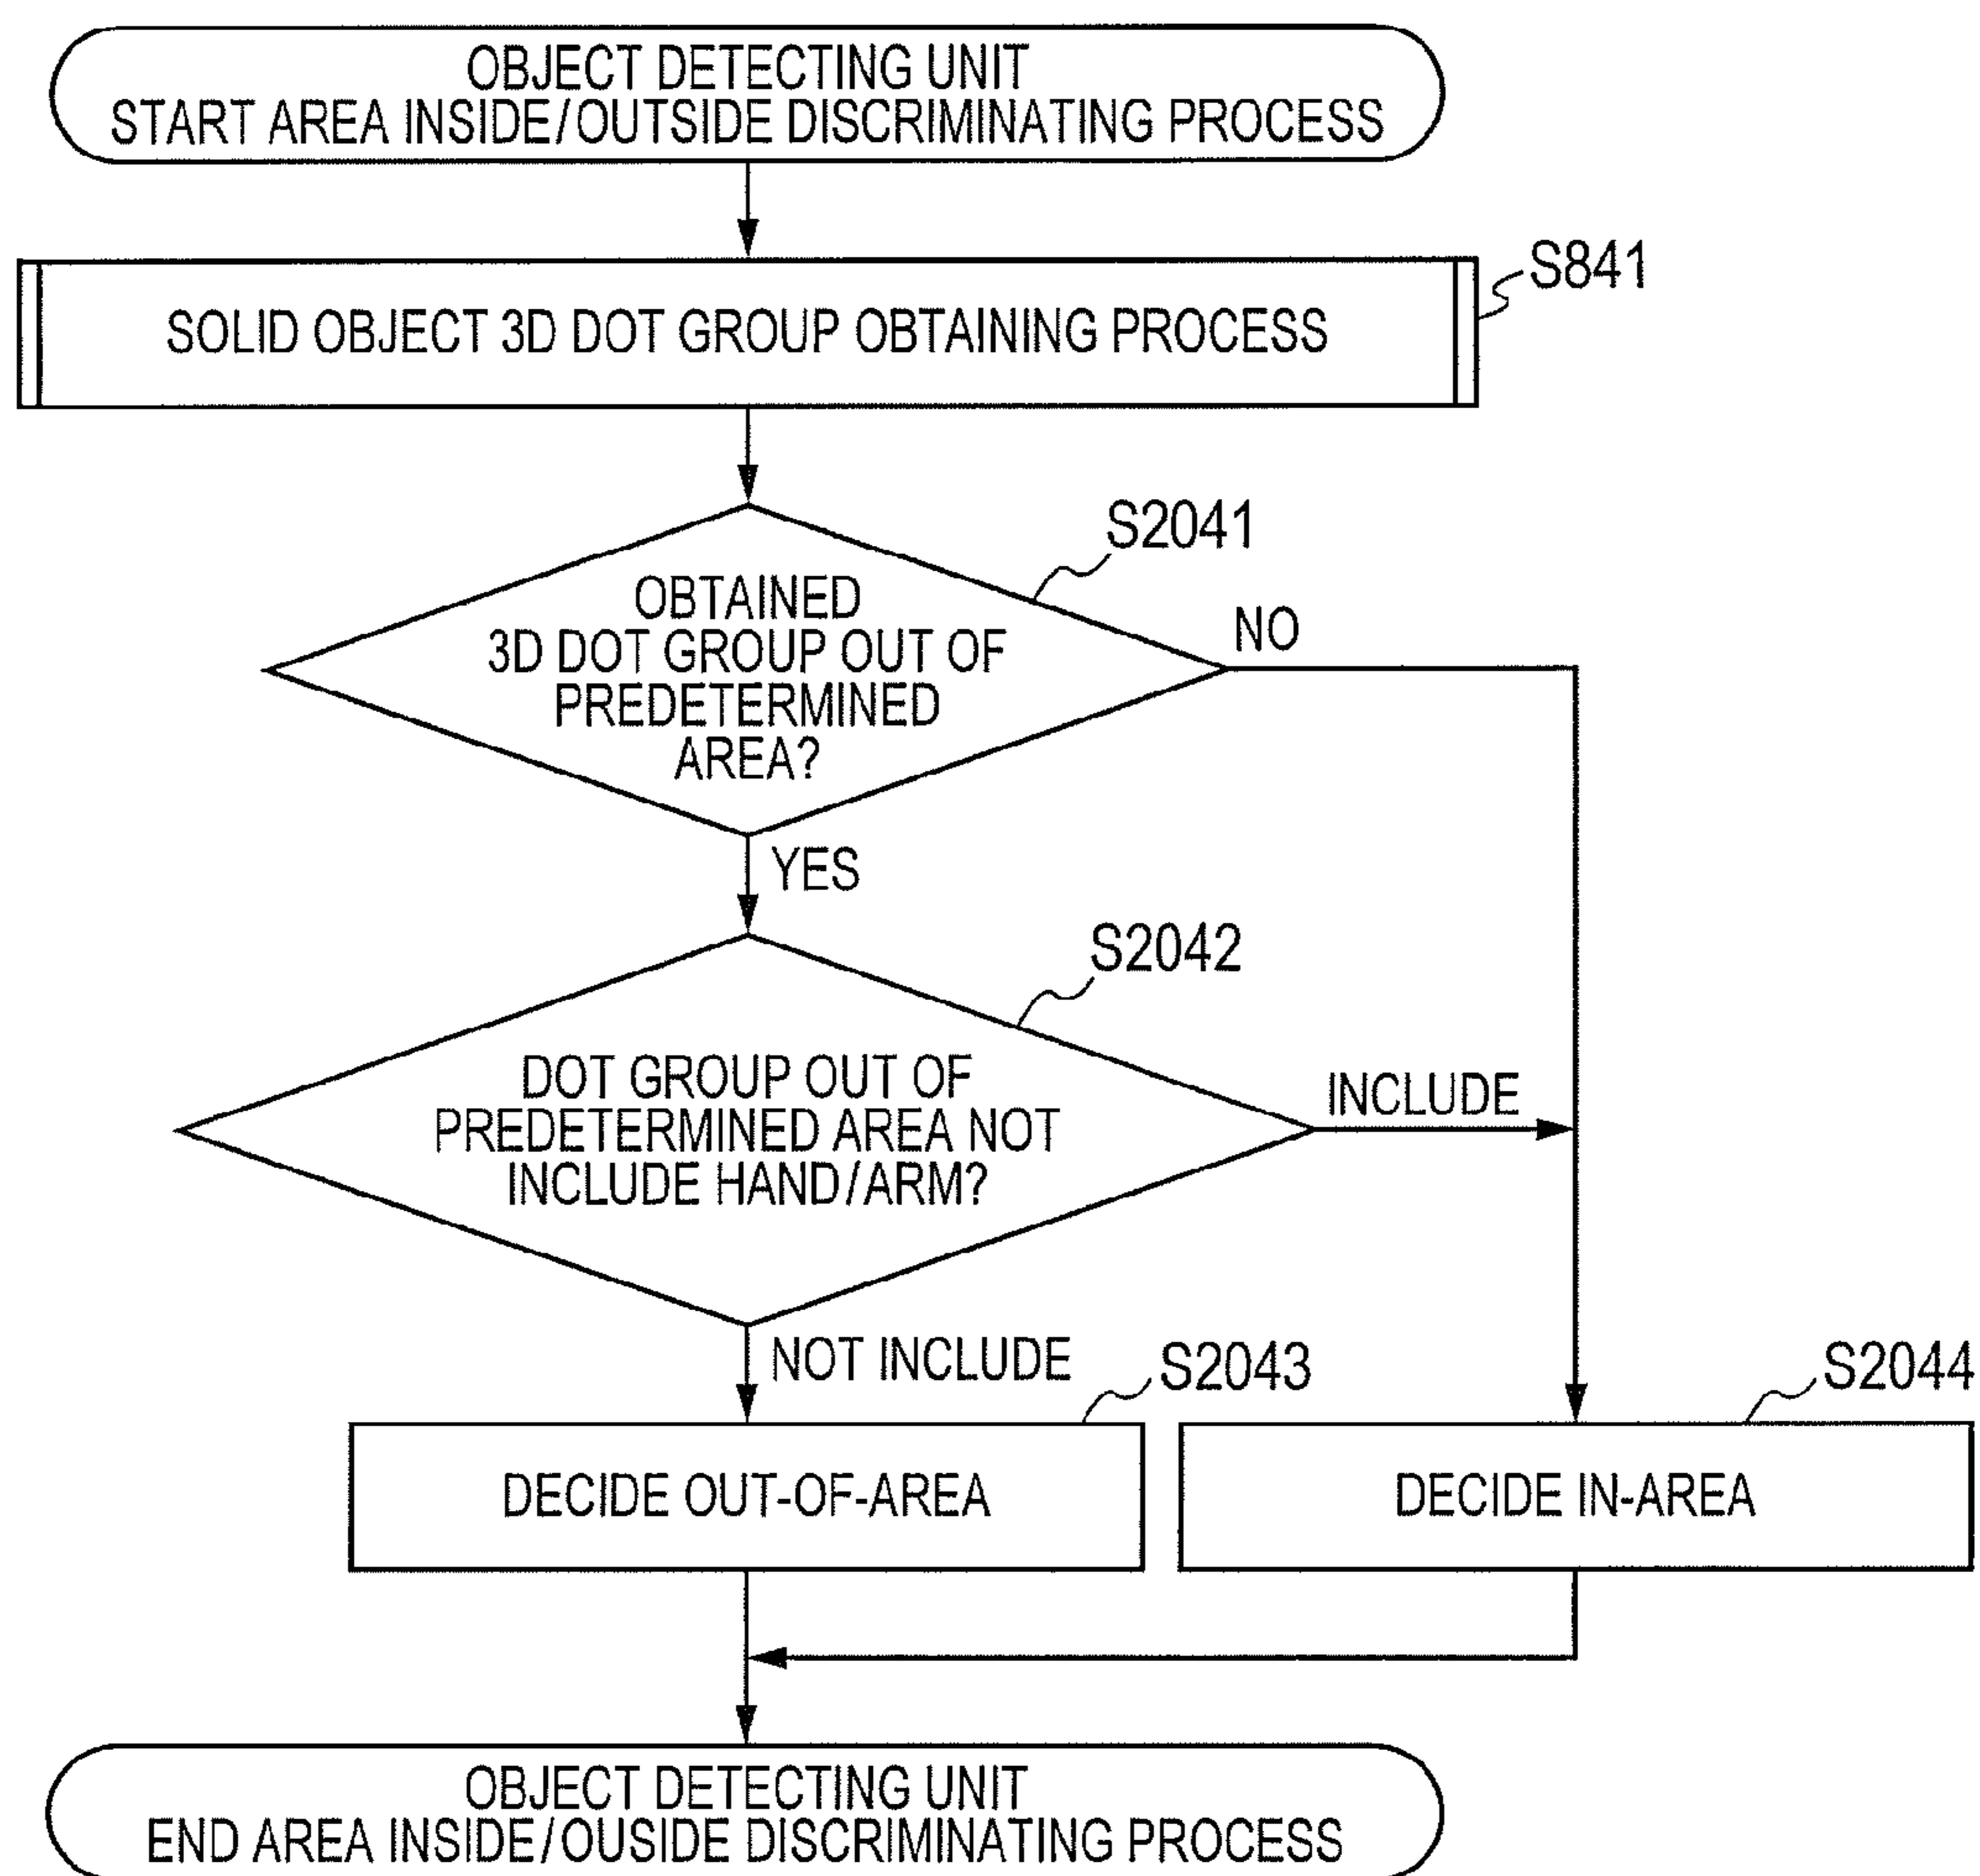 OBJECT DETECTING UNIT
START AREA INSIDE/OUTSIDE DISCRIMINATING PROCESS
S841
SOLID OBJECT 3D DOT GROUP OBTAINING PROCESS
S2041
OBTAINED
3D DOT GROUP OUT OF
PREDETERMINED
AREA?
NO
YES
S2042
DOT GROUP OUT OF
PREDETERMINED AREA NOT
INCLUDE HAND/ARM?
INCLUDE
NOT INCLUDE
S2043
S2044
DECIDE OUT-OF-AREA
DECIDE IN-AREA
OBJECT DETECTING UNIT
END AREA INSIDE/OUSIDE DISCRIMINATING PROCESS